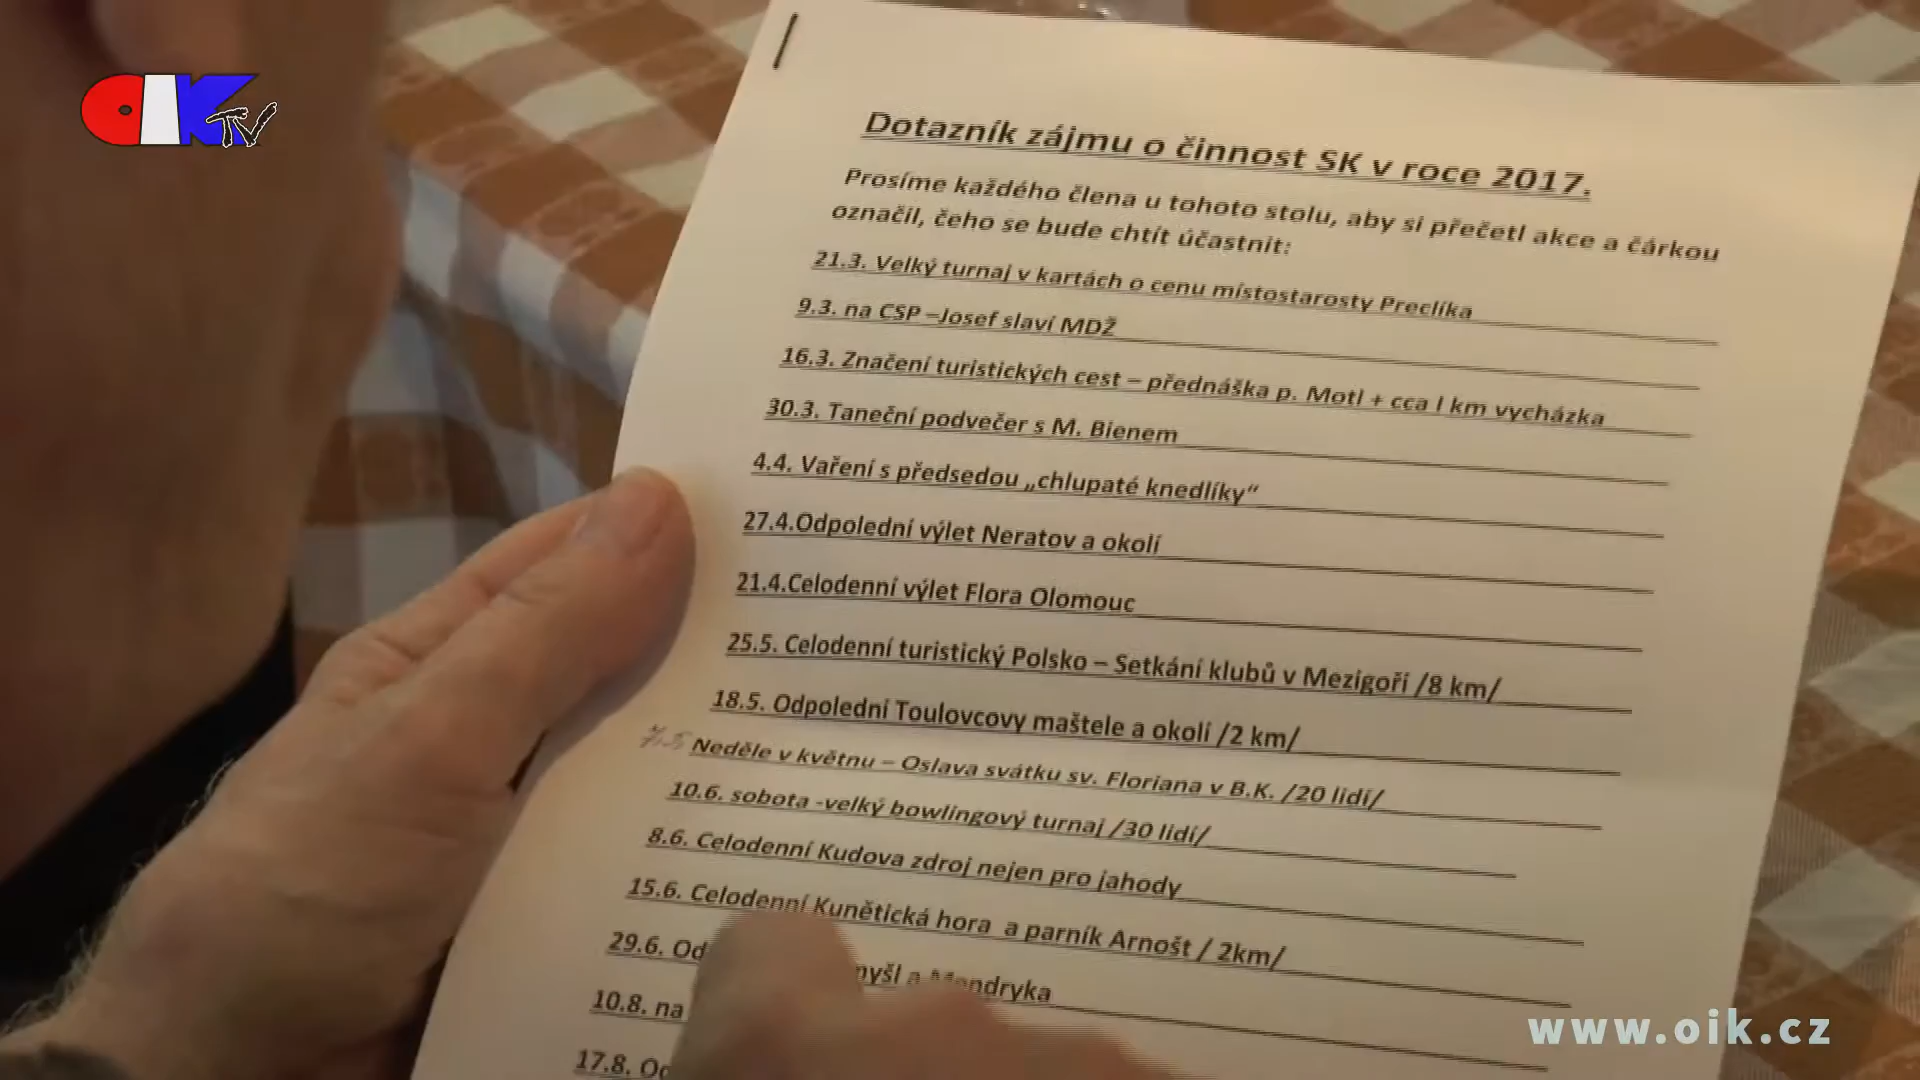 OIK TV
Dotazník zájmu o činnost SK v roce 2017.
Prosíme každého člena u tohoto stolu, aby si přečetl akce a čárkou
označil, čeho se bude chtít účastnit:
21.3. Velký turnaj v kartách o cenu místostarosty Preclíka
9.3. na CSP –Josef slaví MDŽ
16.3. Značení turistických cest – přednáška p. Motl + cca l km vycházka
30.3. Taneční podvečer s M. Bienem
4.4. Vaření s předsedou „chlupaté knedlíky“
27.4.Odpolední výlet Neratov a okolí
21.4.Celodenní výlet Flora Olomouc
25.5. Celodenní turistický Polsko – Setkání klubů v Mezigoří /8 km/
18.5. Odpolední Toulovcovy maštele a okolí /2 km/
Neděle v květnu – Oslava svátku sv. Floriana v B.K. /20 lidí/
10.6. sobota -velký bowlingový turnaj /30 lidí/
8.6. Celodenní Kudova zdroj nejen pro jahody
15.6. Celodenní Kunětická hora a parník Arnošt / 2km/
29.6. a Mendryka
10.8. na
17.8.
www.oik.cz